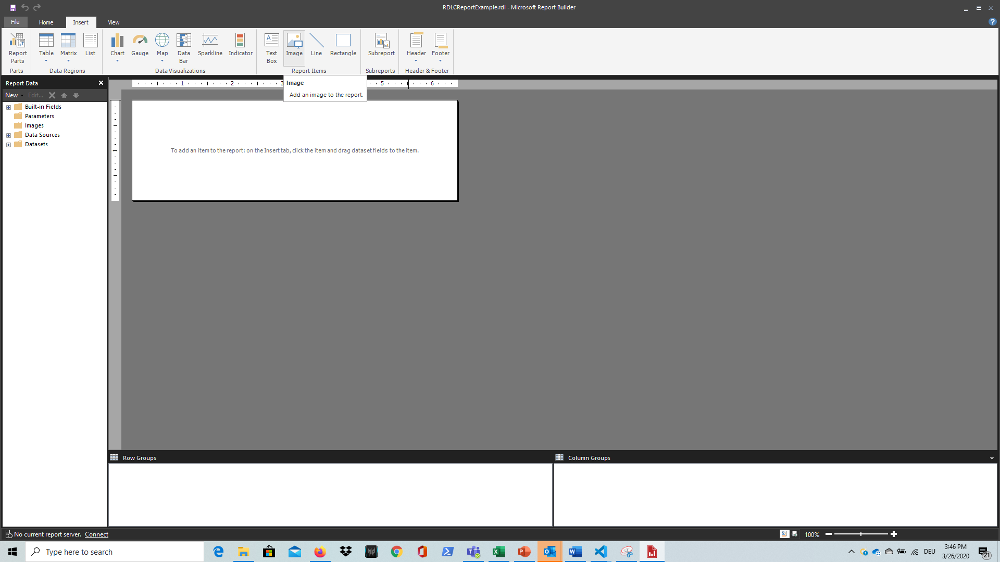 RDLCReportExample.rdl - Microsoft Report Builder
File Home Insert View
Report Parts
Table
Matrix
List
Chart
Gauge
Map
Data Bar
Sparkline
Indicator
Text Box
Image
Line
Rectangle
Subreport
Header
Footer
Parts
Data Regions
Data Visualizations
Report Items
Subreports
Header & Footer
Report Data
1 2 3 5 6
Image
Add an image to the report.
New Edit...
Built-in Fields
Parameters
Images
Data Sources
Datasets
1
To add an item to the report: on the Insert tab, click the item and drag dataset fields to the item.
Row Groups
Column Groups
No current report server. Connect
100%
Type here to search
DEU
3:46 PM
3/26/2020
21